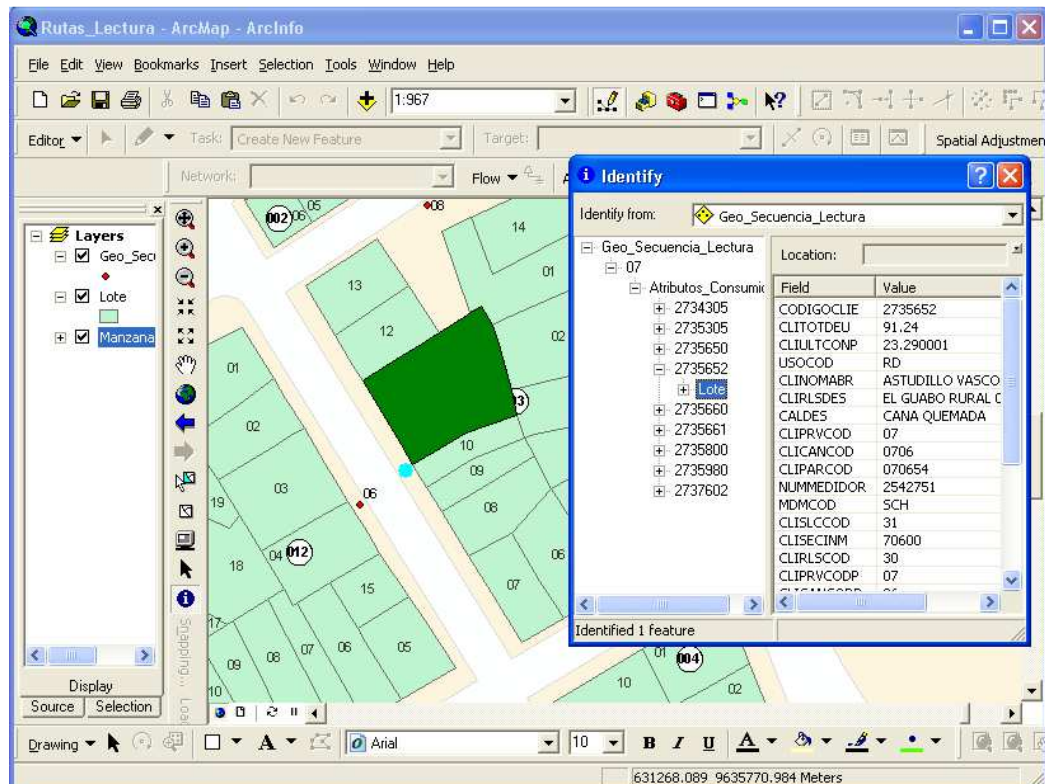 Rutas_Lectura - ArcMap - ArcInfo
File Edit View Bookmarks Insert Selection Tools Window Help
1:967
Editor Task: Create New Feature Target: Spatial Adjustmen
Network: Flow
Layers
Geo_Sec
Lote
Manzana
Display
Source Selection
Snapping...
Identify
Identify from: Geo_Secuencia_Lectura
Geo_Secuencia_Lectura
07
Atributos_Consumic
2734305
2735305
2735650
2735652
Lote
2735660
2735661
2735800
2735980
2737602
Location:
Field Value
CODIGOCLIE 2735652
CLITOTDEU 91.24
CLIULTCONP 23.290001
USOCOD RD
CLINOMABR ASTUDILLO VASCO
CLIRLSDES EL GUABO RURAL
CALDES CANA QUEMADA
CLIPRVCOD 07
CLICANCOD 0706
CLIPARCOD 070654
NUMMEDIDOR 2542751
MDMCOD SCH
CLISLCCOD 31
CLISECINM 70600
CLIRLSCOD 30
CLIPRVCODP 07
Identified 1 feature
002 06 05 08 14
13 01
12 02
01
02
10
09
03 06 08
19
04 012 06
18 15 07
17
09 08 07 06 05
10
01 004
10 02
Drawing A Arial 10 B I U A
631268.089 9635770.984 Meters